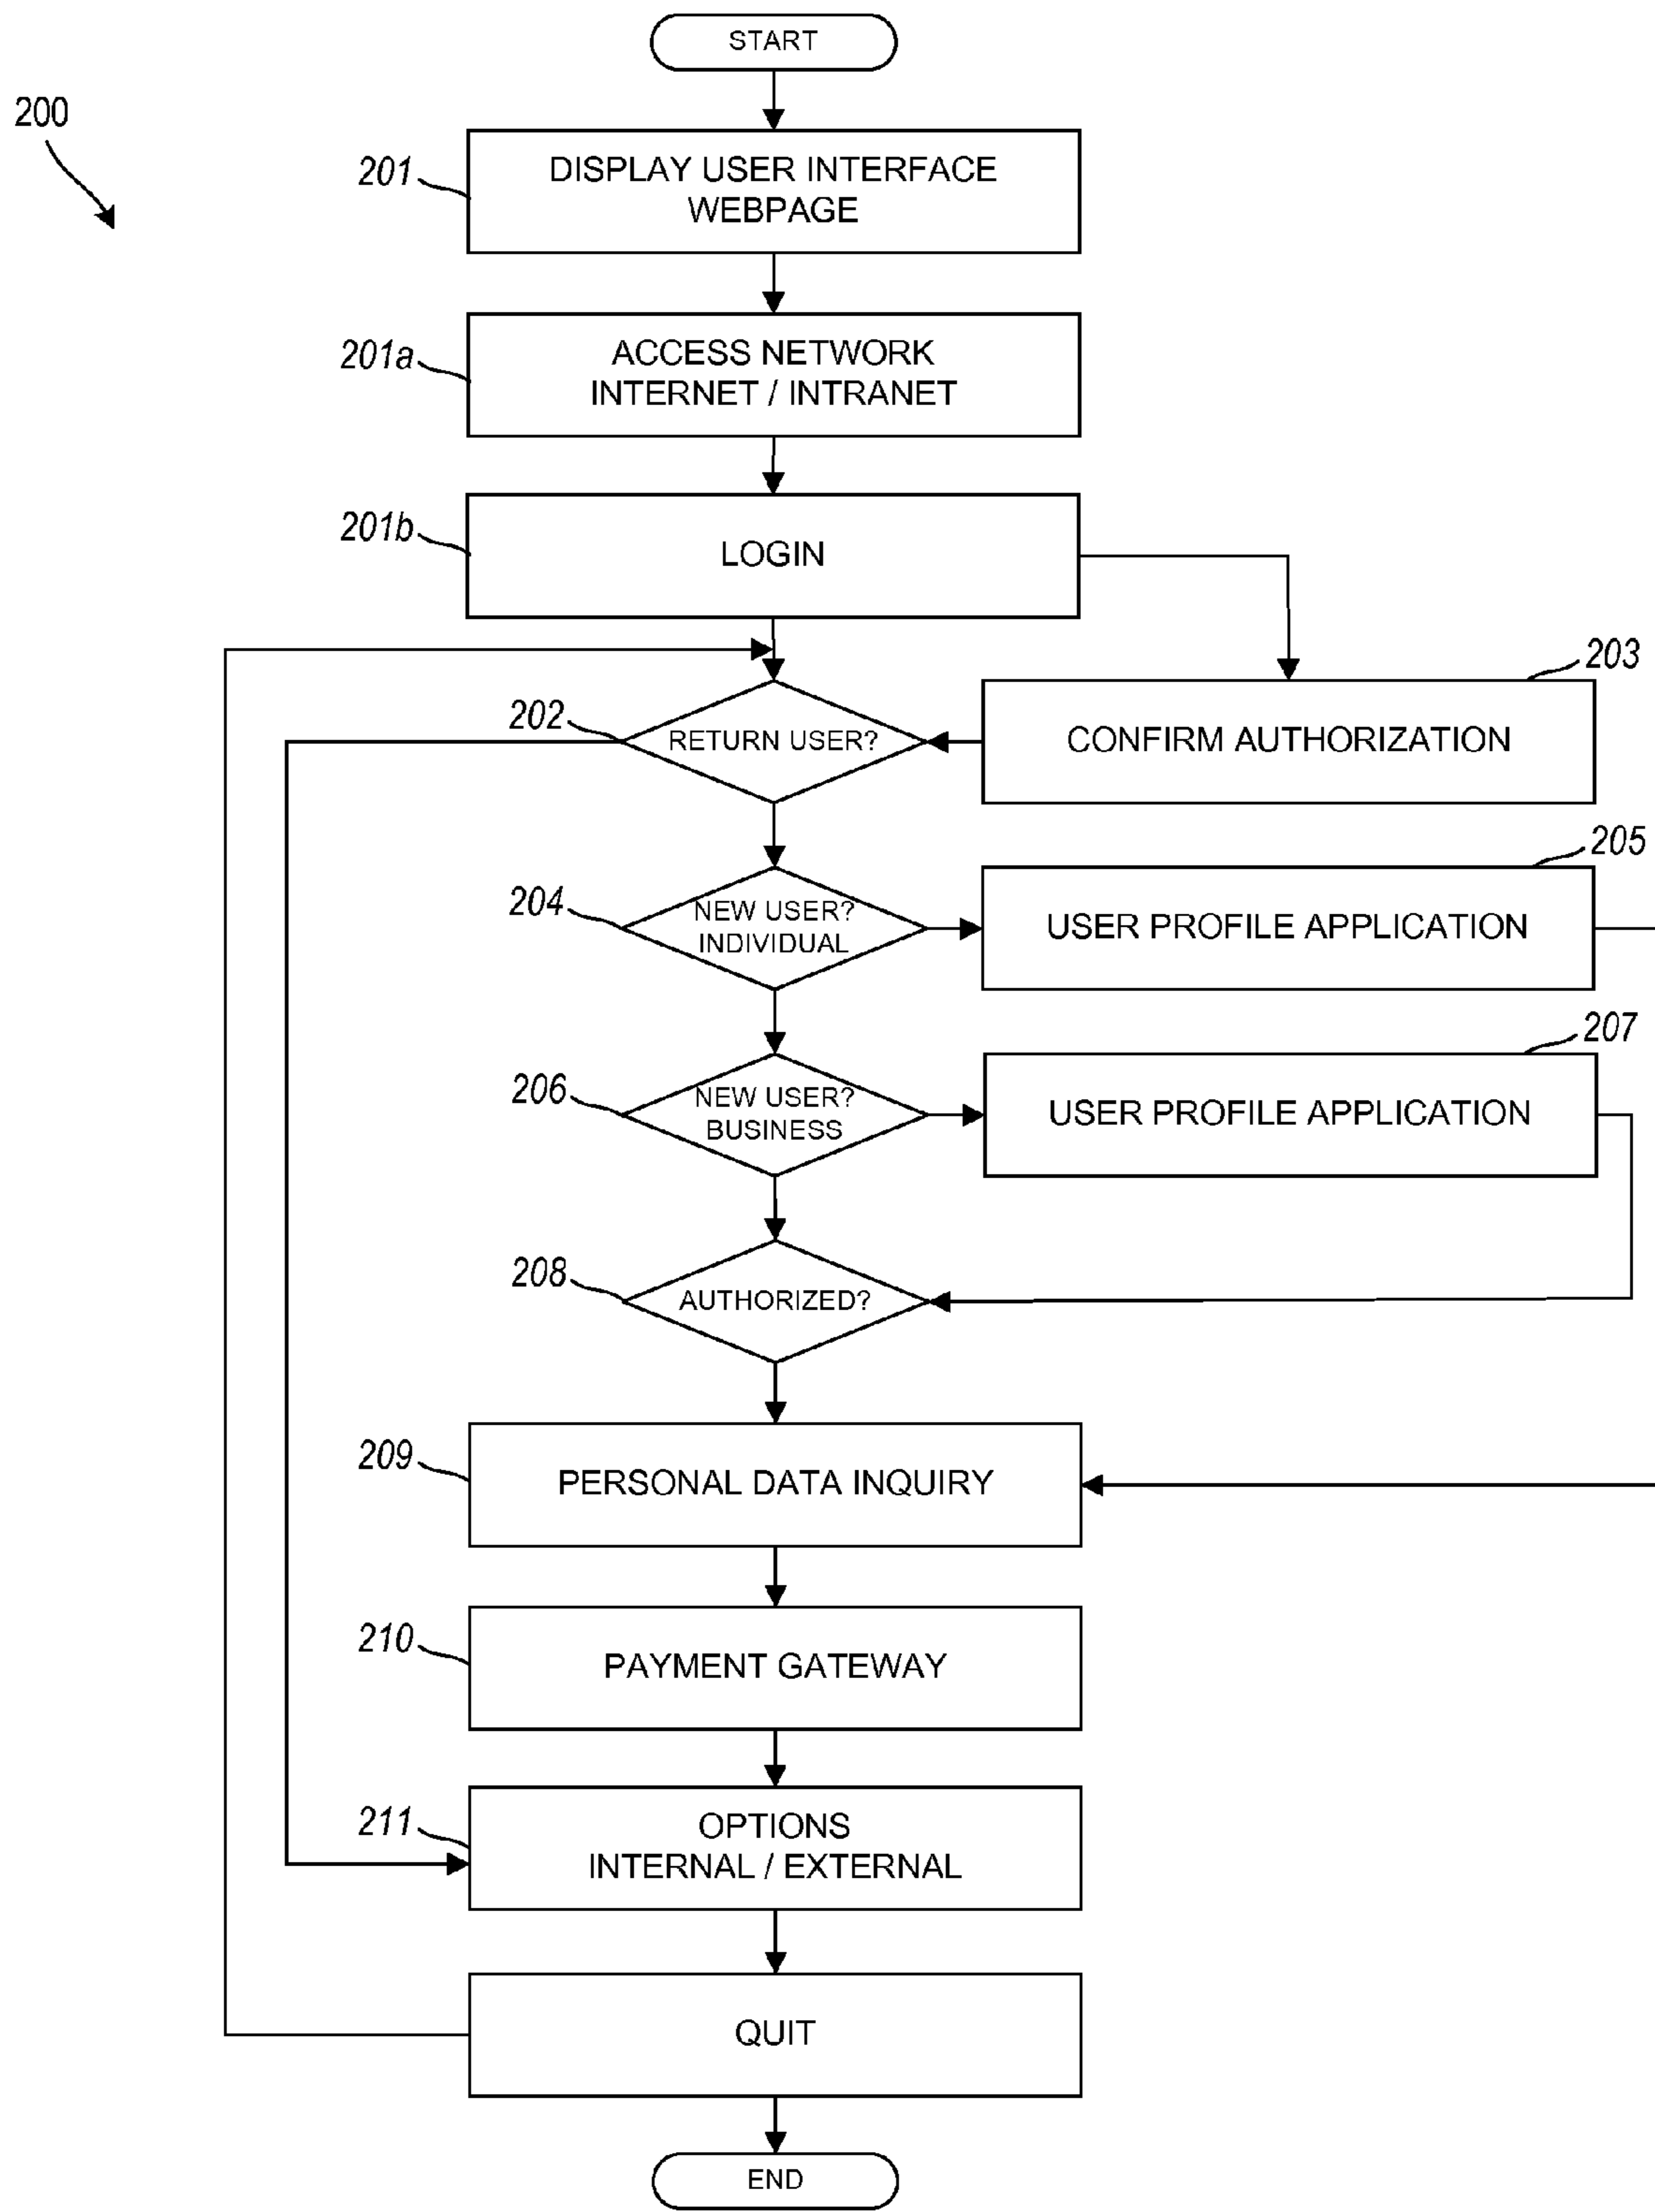 START
200
201
DISPLAY USER INTERFACE
WEBPAGE
201a
ACCESS NETWORK
INTERNET / INTRANET
201b
LOGIN
203
202
RETURN USER?
CONFIRM AUTHORIZATION
205
204
NEW USER?
INDIVIDUAL
USER PROFILE APPLICATION
207
206
NEW USER?
BUSINESS
USER PROFILE APPLICATION
208
AUTHORIZED?
209
PERSONAL DATA INQUIRY
210
PAYMENT GATEWAY
211
OPTIONS
INTERNAL / EXTERNAL
QUIT
END